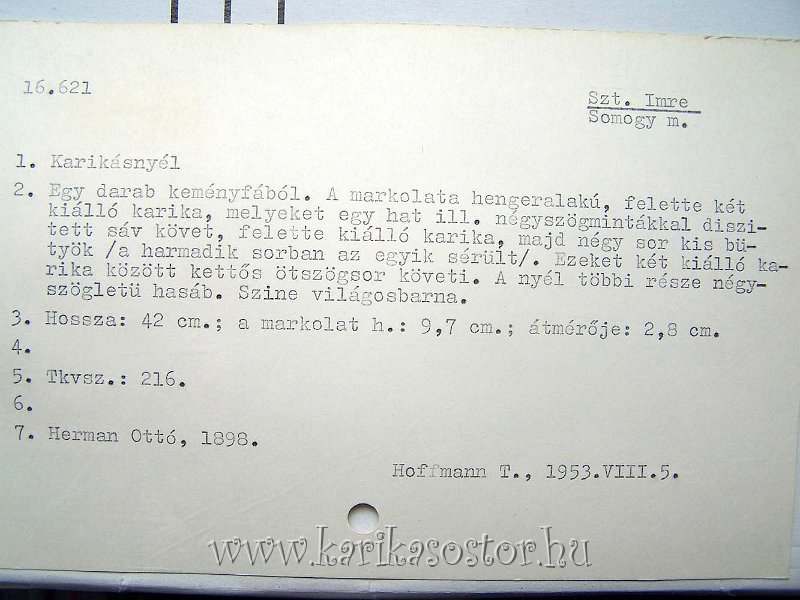 16.621
Szt. Imre
Somogy m.
1. Karikásnyél
2. Egy darab keményfából. A markolata hengeralakú, felette két
kiálló karika, melyeket egy hat ill. négyszögmintákkal diszi-
tett sáv követ, felette kiálló karika, majd négy sor kis bü-
työk /a harmadik sorban az egyik sérült/. Ezeket két kiálló ka-
rika között kettős ötszögsor követi. A nyél többi része négy-
szögletü hasáb. Szine világosbarna.
3. Hossza: 42 cm.; a markolat h.: 9,7 cm.; átmérője: 2,8 cm.
4.
5. Tkvsz.: 216.
6.
7. Herman Ottó, 1898.
Hoffmann T., 1953.VIII.5.
www.karikasostor.hu